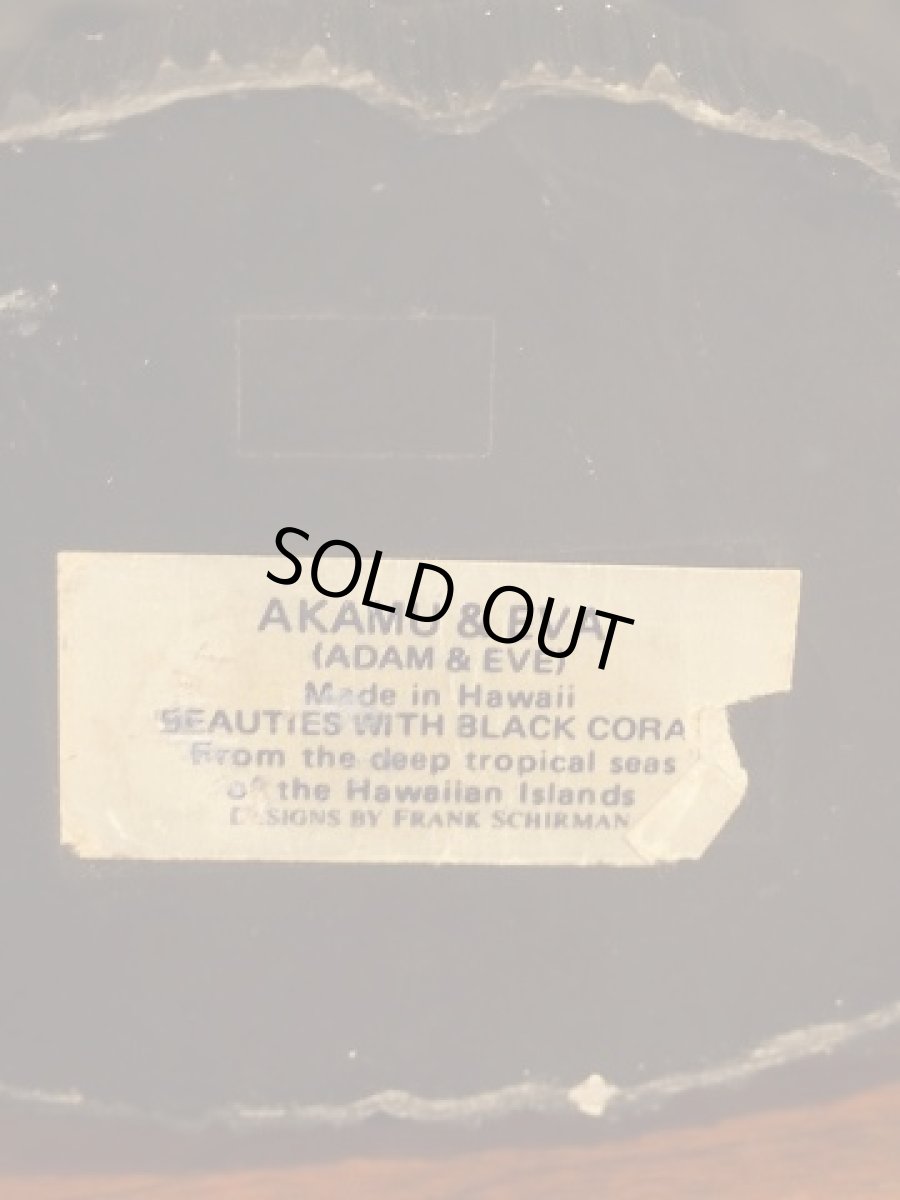 SOLD OUT
AKAMU & EVA
(ADAM & EVE)
Made in Hawaii
BEAUTIES WITH BLACK CORA
From the deep tropical seas
of the Hawaiian Islands
DESIGNS BY FRANK SCHIRMAN